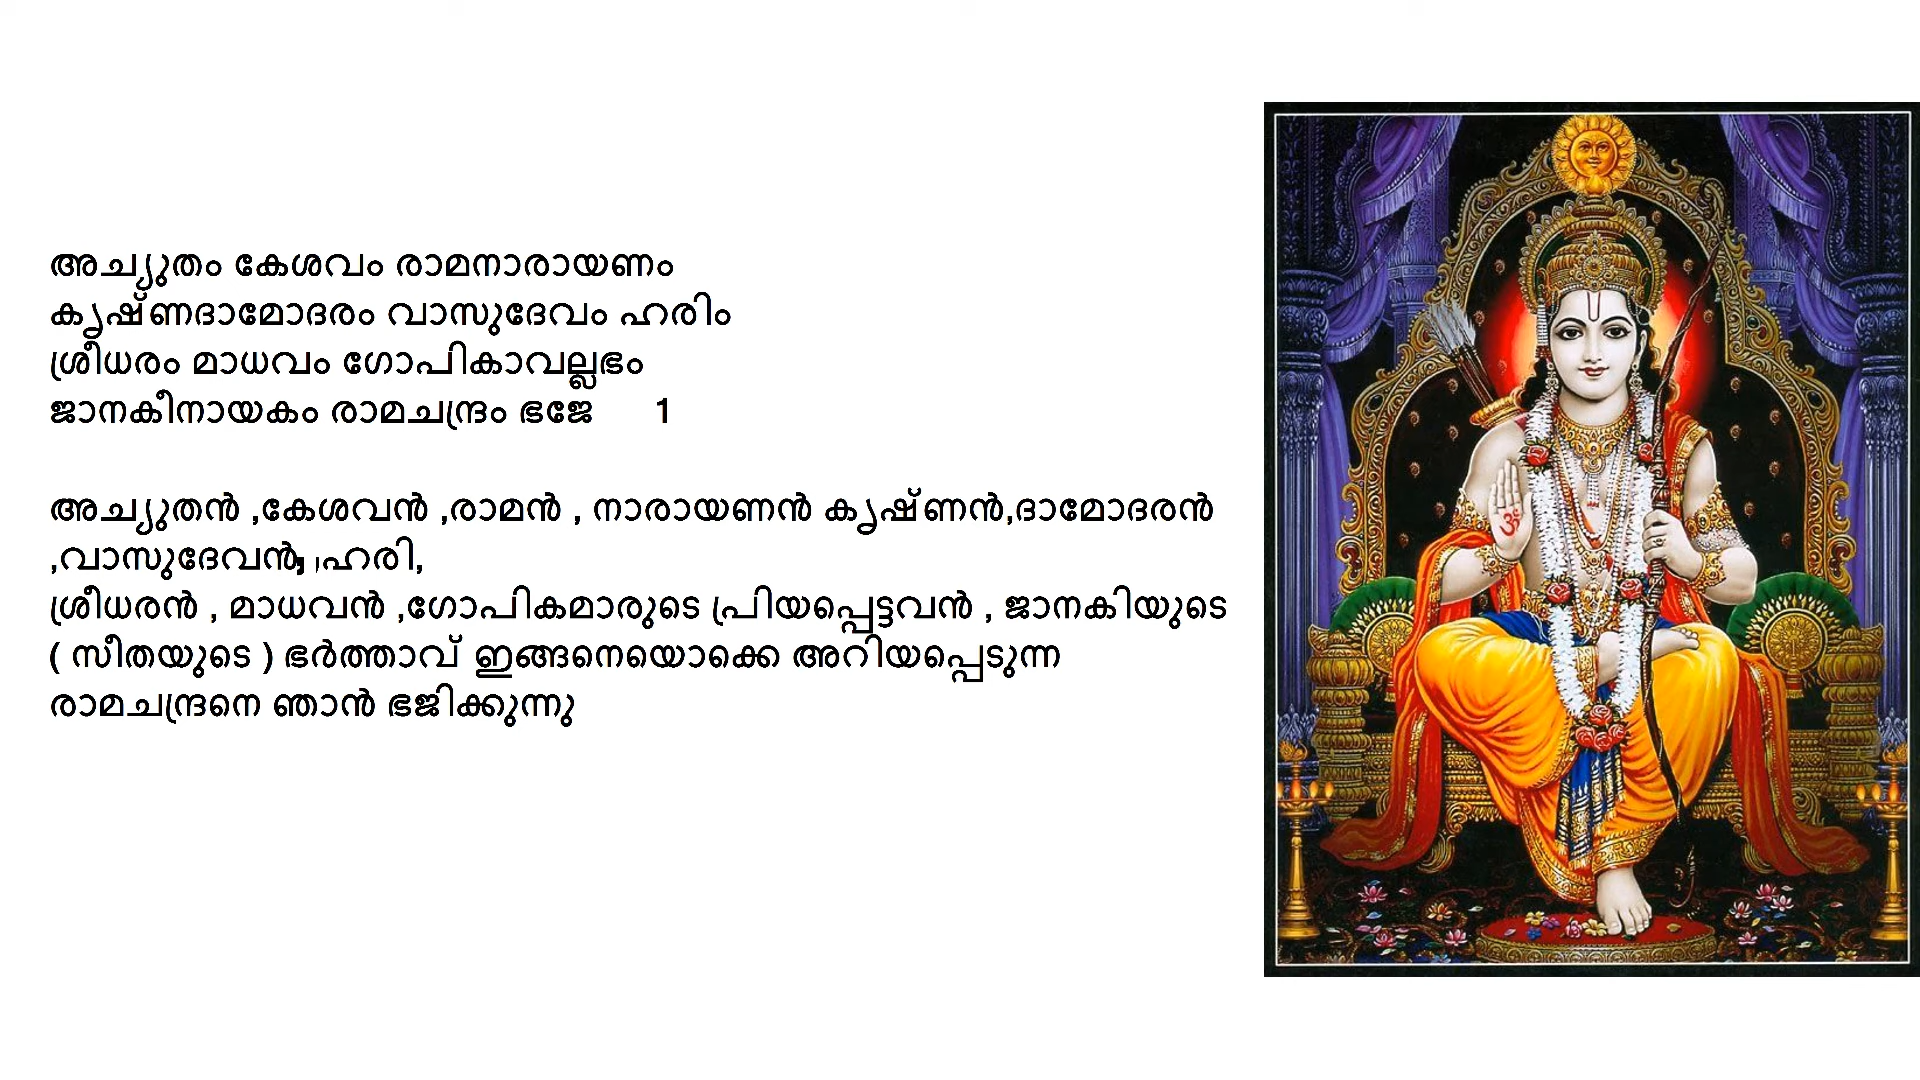 അച്യുതം കേശവം രാമനാരായണം
കൃഷ്ണദാമോദരം വാസുദേവം ഹരിം
ശ്രീധരം മാധവം ഗോപികാവല്ലഭം
ജാനകീനായകം രാമചന്ദ്രം ഭജേ 1
അച്യുതൻ ,കേശവൻ ,രാമൻ , നാരായണൻ കൃഷ്ണൻ,ദാമോദരൻ
,വാസുദേവൻ, ,ഹരി,
ശ്രീധരൻ , മാധവൻ ,ഗോപികമാരുടെ പ്രിയപ്പെട്ടവൻ , ജാനകിയുടെ
( സീതയുടെ ) ഭർത്താവ് ഇങ്ങനെയൊക്കെ അറിയപ്പെടുന്ന
രാമചന്ദ്രനെ ഞാൻ ഭജിക്കുന്നു
ॐ